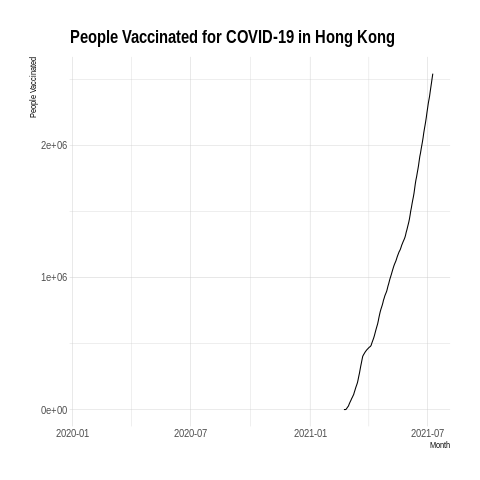 People Vaccinated for COVID-19 in Hong Kong
People Vaccinated
2e+06
1e+06
0e+00
2020-01 2020-07 2021-01 2021-07
Month